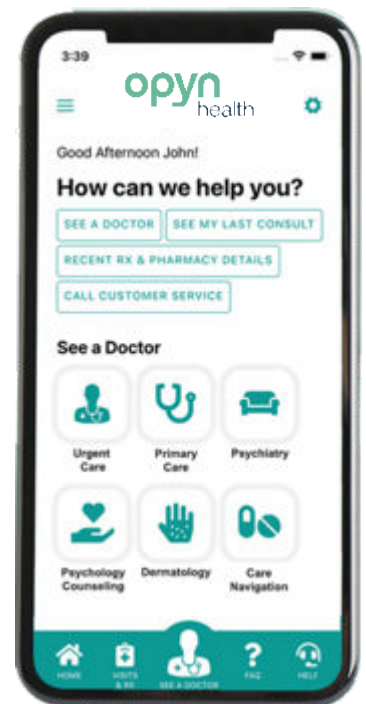 3:39
opyn
health
Good Afternoon John!
How can we help you?
SEE A DOCTOR
SEE MY LAST CONSULT
RECENT RX & PHARMACY DETAILS
CALL CUSTOMER SERVICE
See a Doctor
Urgent
Care
Primary
Care
Psychiatry
Psychology
Counseling
Dermatology
Care
Navigation
HOME
VISITS
& RX
SEE A DOCTOR
?
FAQ
HELP